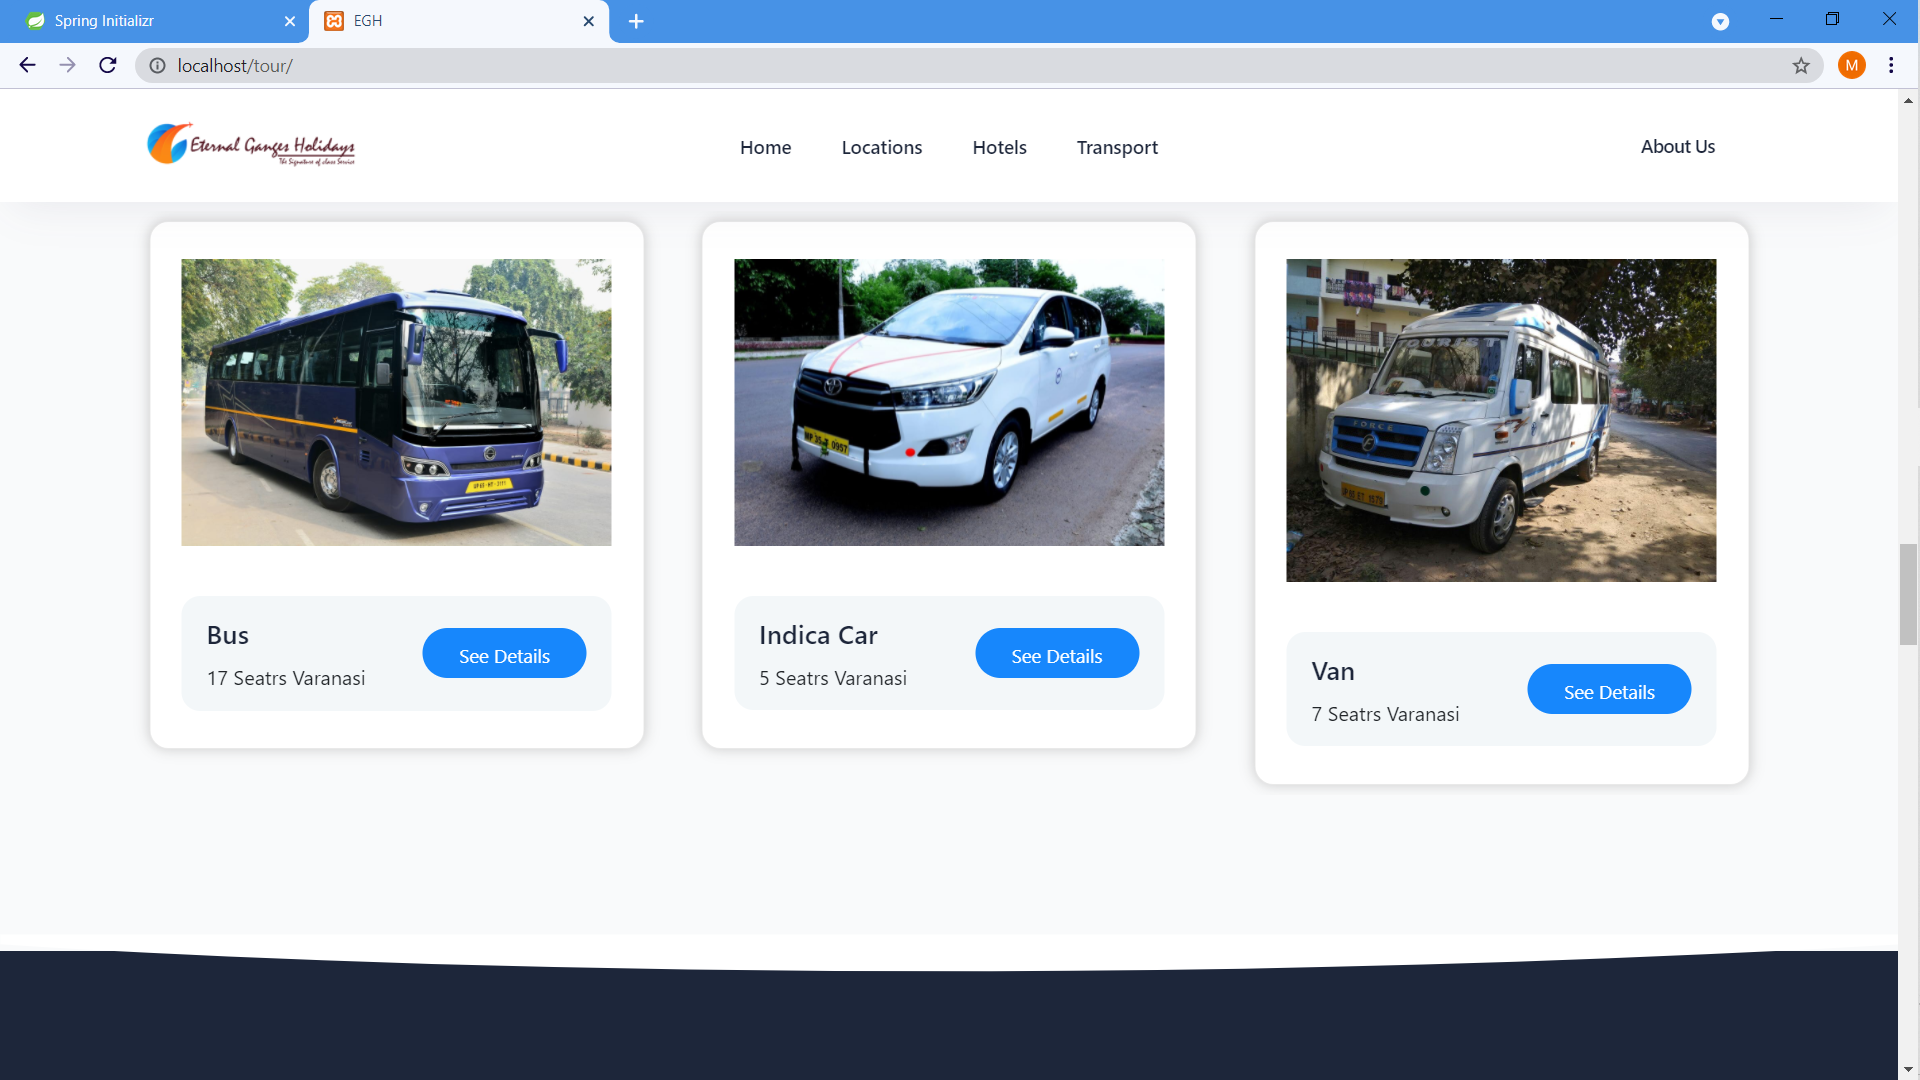 Spring Initializr
EGH
localhost/tour/
M
Eternal Ganges Holidays
The Signature of class Service
Home
Locations
Hotels
Transport
About Us
FORCE
Bus
17 Seatrs Varanasi
See Details
Indica Car
5 Seatrs Varanasi
See Details
Van
7 Seatrs Varanasi
See Details